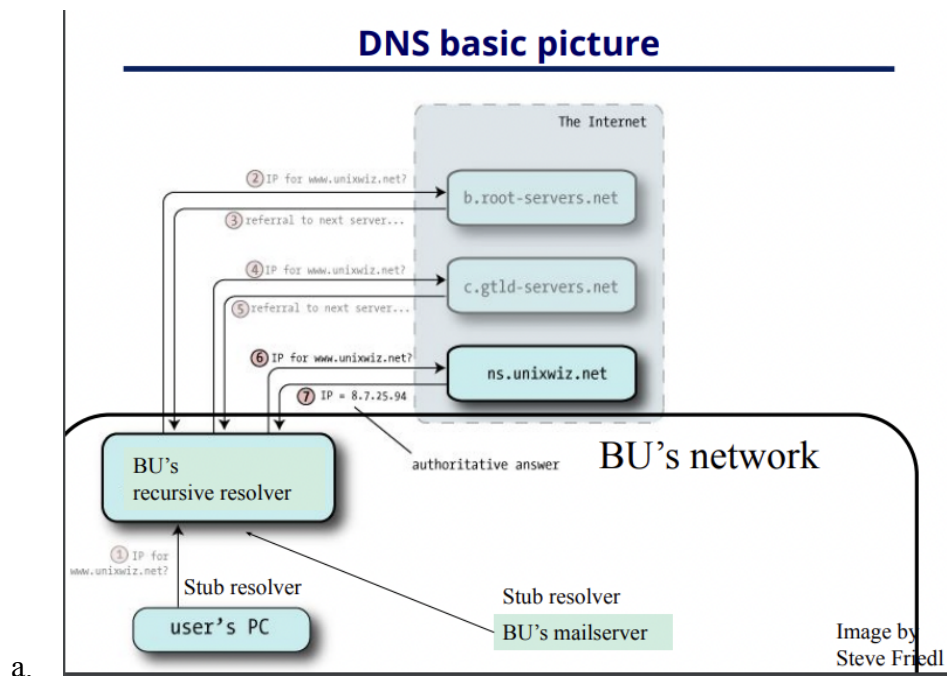 DNS basic picture
The Internet
② IP for www.unixwiz.net?
b.root-servers.net
③ referral to next server...
④ IP for www.unixwiz.net?
c.gtld-servers.net
⑤ referral to next server...
⑥ IP for www.unixwiz.net?
ns.unixwiz.net
⑦ IP = 8.7.25.94
authoritative answer
BU's network
BU's
recursive resolver
① IP for
www.unixwiz.net?
Stub resolver
user's PC
Stub resolver
BU's mailserver
Image by
Steve Friedl
a.